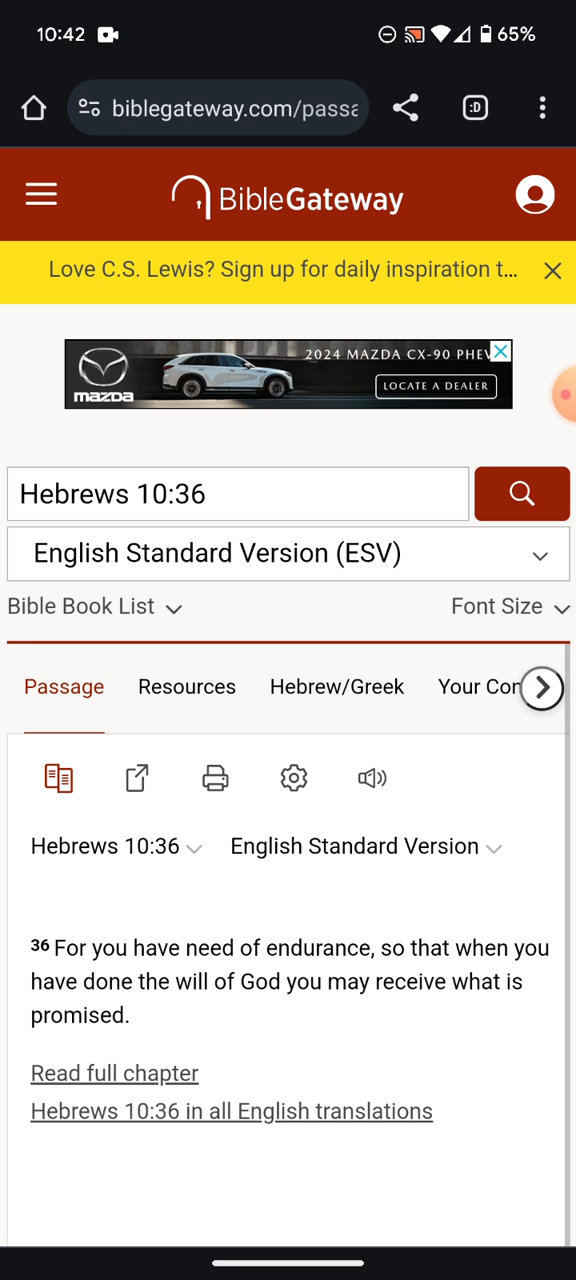 10:42 65%
biblegateway.com/passa :D
BibleGateway
Love C.S. Lewis? Sign up for daily inspiration t...
2024 MAZDA CX-90 PHEV
mazda LOCATE A DEALER
Hebrews 10:36
English Standard Version (ESV)
Bible Book List Font Size
Passage Resources Hebrew/Greek Your Con
Hebrews 10:36 English Standard Version
36 For you have need of endurance, so that when you
have done the will of God you may receive what is
promised.
Read full chapter
Hebrews 10:36 in all English translations